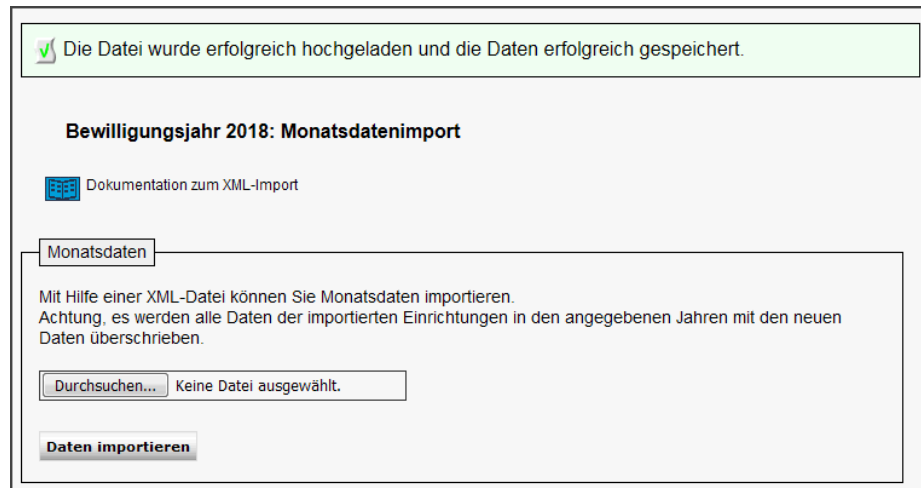 Die Datei wurde erfolgreich hochgeladen und die Daten erfolgreich gespeichert.
Bewilligungsjahr 2018: Monatsdatenimport
Dokumentation zum XML-Import
Monatsdaten
Mit Hilfe einer XML-Datei können Sie Monatsdaten importieren.
Achtung, es werden alle Daten der importierten Einrichtungen in den angegebenen Jahren mit den neuen
Daten überschrieben.
Durchsuchen... Keine Datei ausgewählt.
Daten importieren